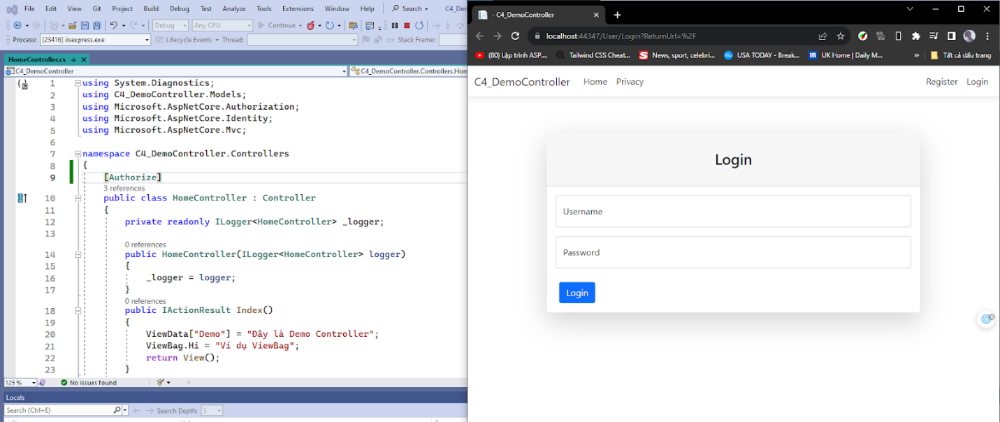 File Edit View Git Project Build Debug Test Analyze Tools Extensions Window Help Search C4_Den
Debug Any CPU Continue
Process: [23416] iisexpress.exe Lifecycle Events Thread: Stack Frame:
HomeController.cs
C4_DemoController C4_DemoController.Controllers.Hom
1 using System.Diagnostics;
2 using C4_DemoController.Models;
3 using Microsoft.AspNetCore.Authorization;
4 using Microsoft.AspNetCore.Identity;
5 using Microsoft.AspNetCore.Mvc;
6
7 namespace C4_DemoController.Controllers
8 {
9 [Authorize]
3 references
10 public class HomeController : Controller
11 {
12 private readonly ILogger<HomeController> _logger;
13
0 references
14 public HomeController(ILogger<HomeController> logger)
15 {
16 _logger = logger;
17 }
0 references
18 public IActionResult Index()
19 {
20 ViewData["Demo"] = "Đây là Demo Controller";
21 ViewBag.Hi = "Ví dụ ViewBag";
22 return View();
23 }
125 % No issues found
Locals
Search (Ctrl+E) Search Depth: 3
- C4_DemoController
localhost:44347/User/Login?ReturnUrl=%2F
(80) Lập trình ASP.... Tailwind CSS Cheat... News, sport, celebri... USA TODAY - Break... UK Home | Daily M... » Tất cả dấu trang
C4_DemoController Home Privacy Register Login
Login
Username
Password
Login